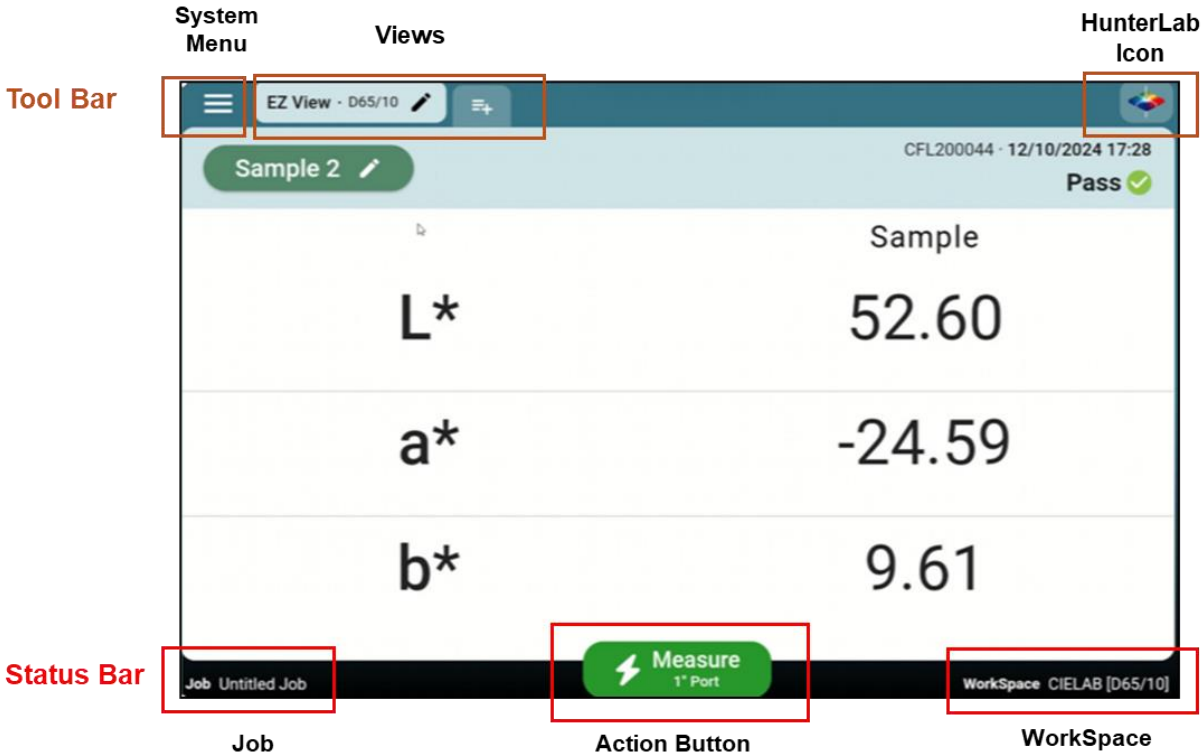 System
Menu
Views
HunterLab
Icon
Tool Bar
EZ View - D65/10
Sample 2
CFL200044 · 12/10/2024 17:28
Pass
Sample
L* 52.60
a* -24.59
b* 9.61
Status Bar
Job Untitled Job
Measure
1" Port
WorkSpace CIELAB [D65/10]
Job
Action Button
WorkSpace